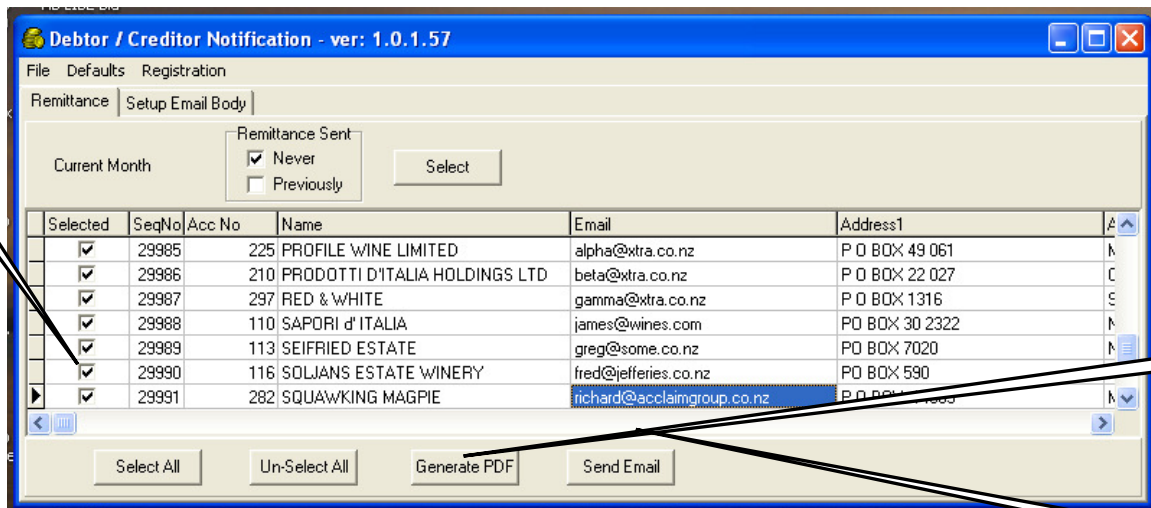 Debtor / Creditor Notification - ver: 1.0.1.57
File Defaults Registration
Remittance Setup Email Body
Remittance Sent
Current Month Never Select
Previously
Selected SeqNo Acc No Name Email Address1
29985 225 PROFILE WINE LIMITED alpha@xtra.co.nz P O BOX 49 061
29986 210 PRODOTTI D'ITALIA HOLDINGS LTD beta@xtra.co.nz P O BOX 22 027
29987 297 RED & WHITE gamma@xtra.co.nz P O BOX 1316
29988 110 SAPORI d' ITALIA james@wines.com PO BOX 30 2322
29989 113 SEIFRIED ESTATE greg@some.co.nz PO BOX 7020
29990 116 SOLJANS ESTATE WINERY fred@jefferies.co.nz PO BOX 590
29991 282 SQUAWKING MAGPIE richard@acclaimgroup.co.nz P O
Select All Un-Select All Generate PDF Send Email